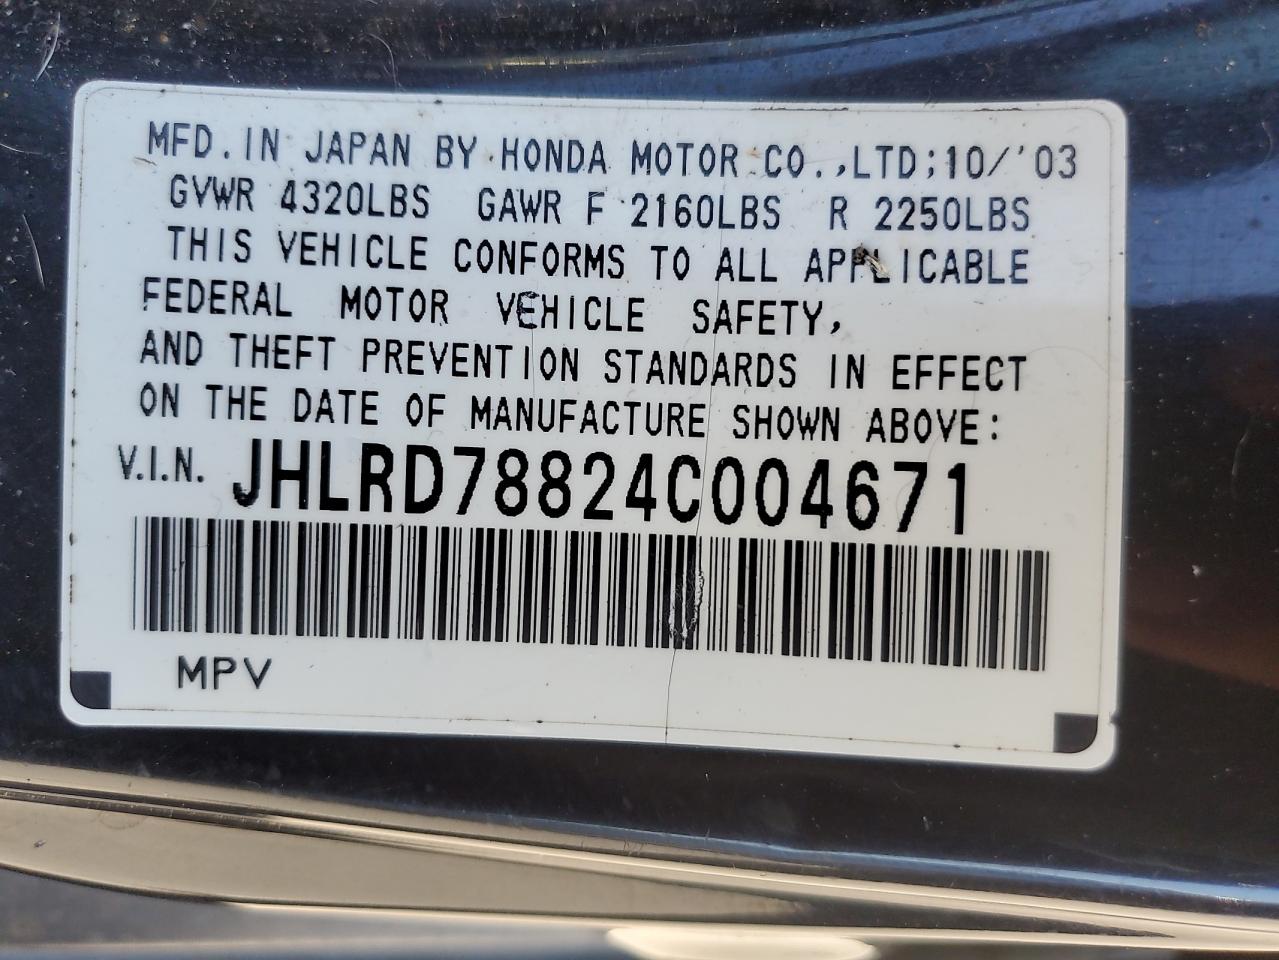 MFD. IN JAPAN BY HONDA MOTOR CO.,LTD;10/'03
GVWR 4320LBS GAWR F 2160LBS R 2250LBS
THIS VEHICLE CONFORMS TO ALL APPLICABLE
FEDERAL MOTOR VEHICLE SAFETY,
AND THEFT PREVENTION STANDARDS IN EFFECT
ON THE DATE OF MANUFACTURE SHOWN ABOVE:
V.I.N. JHLRD78824C004671
MPV